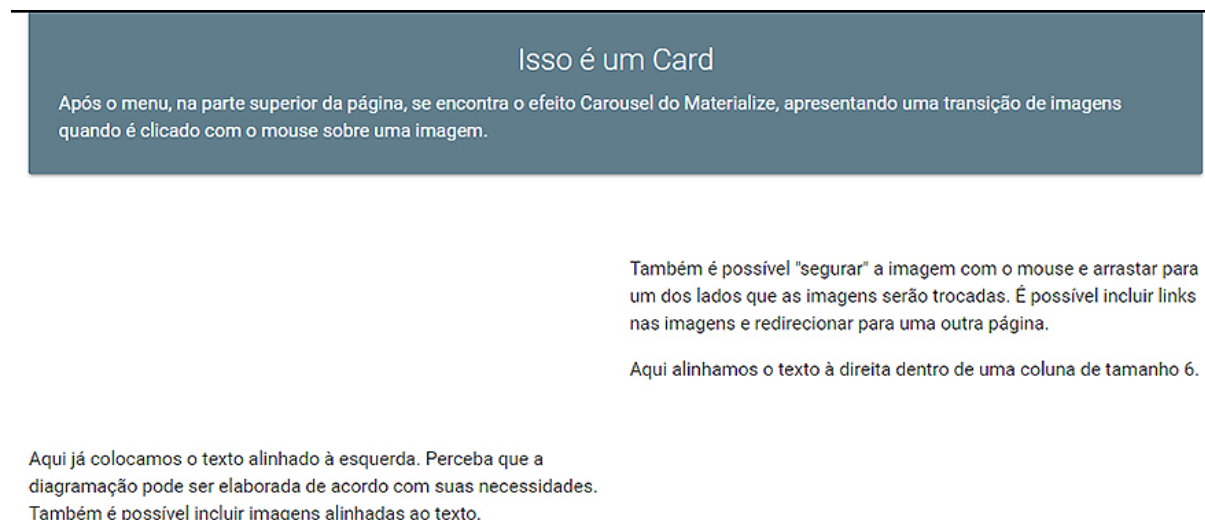 Isso é um Card
Após o menu, na parte superior da página, se encontra o efeito Carousel do Materialize, apresentando uma transição de imagens
quando é clicado com o mouse sobre uma imagem.
Também é possível "segurar" a imagem com o mouse e arrastar para
um dos lados que as imagens serão trocadas. É possível incluir links
nas imagens e redirecionar para uma outra página.
Aqui alinhamos o texto à direita dentro de uma coluna de tamanho 6.
Aqui já colocamos o texto alinhado à esquerda. Perceba que a
diagramação pode ser elaborada de acordo com suas necessidades.
Também é possível incluir imagens alinhadas ao texto.